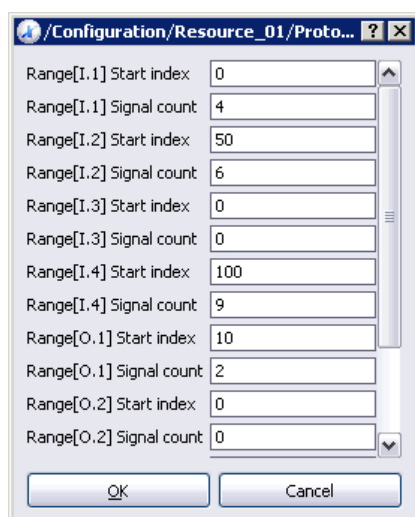 /Configuration/Resource_01/Proto...
Range[I.1] Start index 0
Range[I.1] Signal count 4
Range[I.2] Start index 50
Range[I.2] Signal count 6
Range[I.3] Start index 0
Range[I.3] Signal count 0
Range[I.4] Start index 100
Range[I.4] Signal count 9
Range[O.1] Start index 10
Range[O.1] Signal count 2
Range[O.2] Start index 0
Range[O.2] Signal count 0
OK Cancel